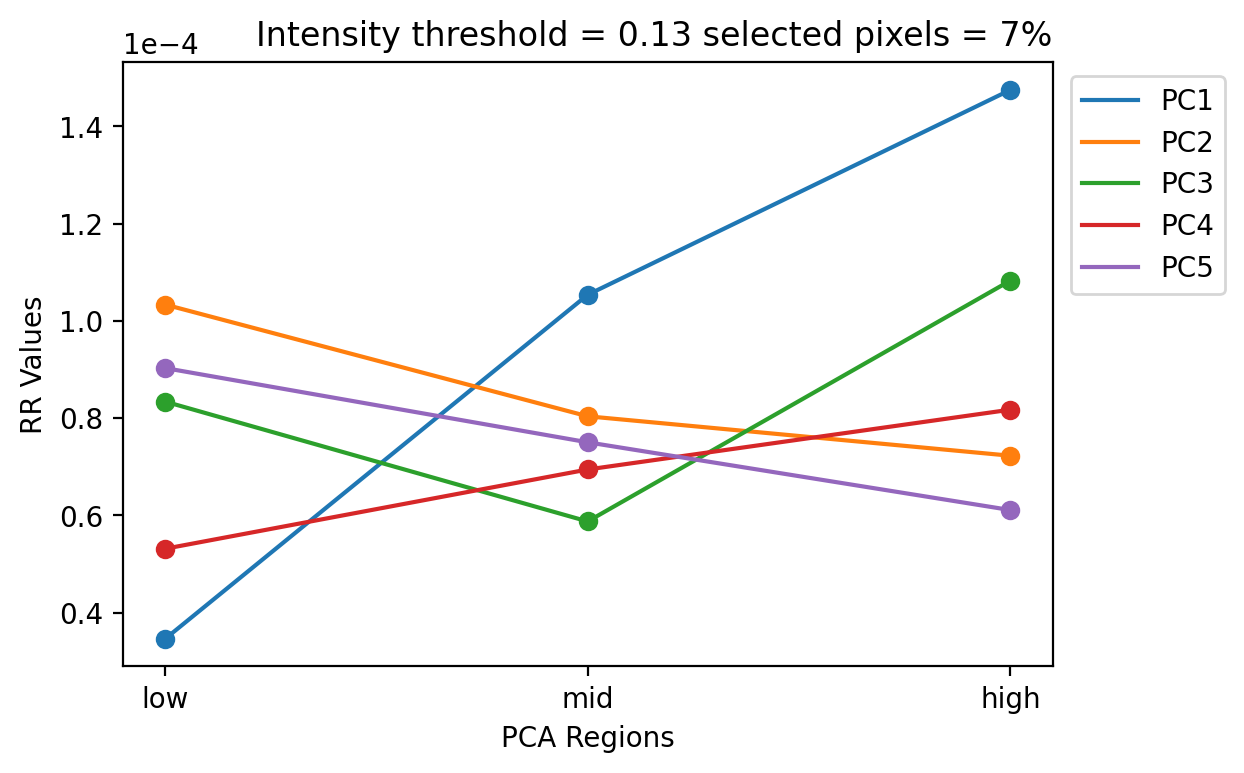 1e−4
Intensity threshold = 0.13 selected pixels = 7%
1.4
1.2
1.0
0.8
0.6
0.4
RR Values
low
mid
high
PCA Regions
PC1
PC2
PC3
PC4
PC5